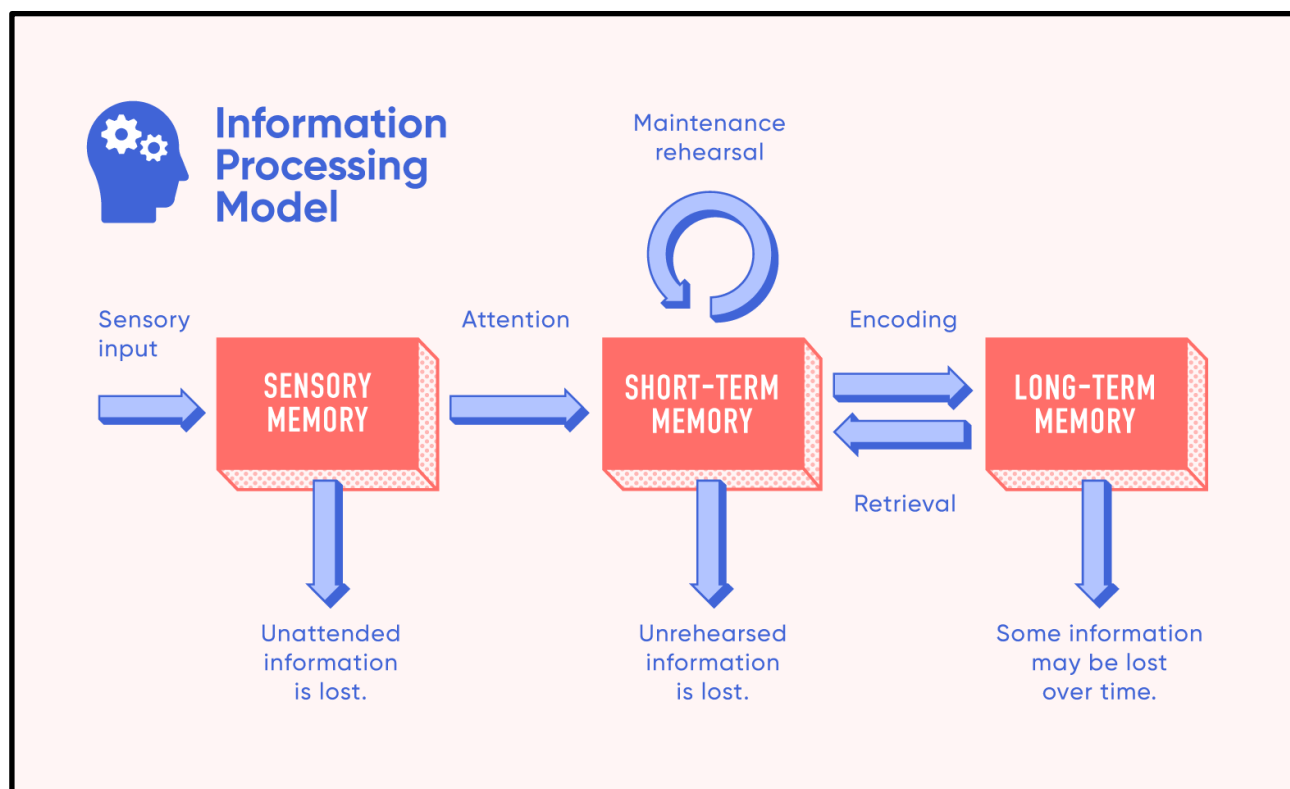 Information
Processing
Model
Maintenance
rehearsal
Sensory
input
Attention
Encoding
SENSORY
MEMORY
SHORT-TERM
MEMORY
LONG-TERM
MEMORY
Retrieval
Unattended
information
is lost.
Unrehearsed
information
is lost.
Some information
may be lost
over time.